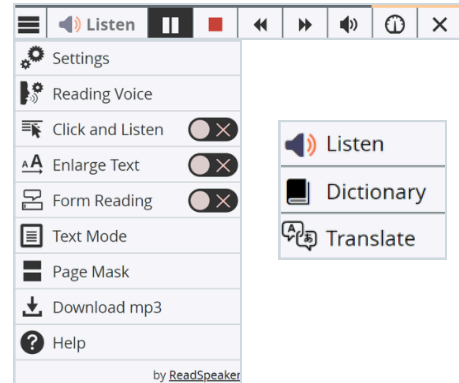 Listen
Settings
Reading Voice
Click and Listen
Enlarge Text
Form Reading
Text Mode
Page Mask
Download mp3
Help
by ReadSpeaker
Listen
Dictionary
Translate